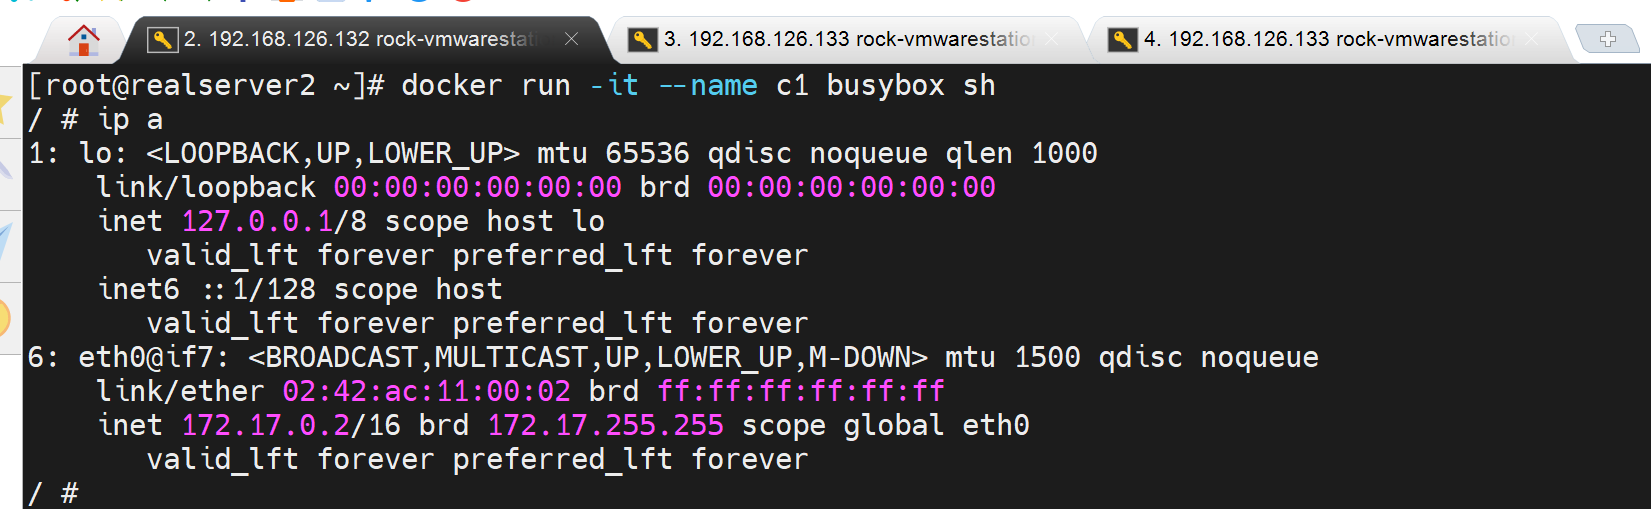 2. 192.168.126.132 rock-vmwarestati
3. 192.168.126.133 rock-vmwarestatio
4. 192.168.126.133 rock-vmwarestatio
[root@realserver2 ~]# docker run -it --name c1 busybox sh
/ # ip a
1: lo: <LOOPBACK,UP,LOWER_UP> mtu 65536 qdisc noqueue qlen 1000
    link/loopback 00:00:00:00:00:00 brd 00:00:00:00:00:00
    inet 127.0.0.1/8 scope host lo
       valid_lft forever preferred_lft forever
    inet6 ::1/128 scope host
       valid_lft forever preferred_lft forever
6: eth0@if7: <BROADCAST,MULTICAST,UP,LOWER_UP,M-DOWN> mtu 1500 qdisc noqueue
    link/ether 02:42:ac:11:00:02 brd ff:ff:ff:ff:ff:ff
    inet 172.17.0.2/16 brd 172.17.255.255 scope global eth0
       valid_lft forever preferred_lft forever
/ #